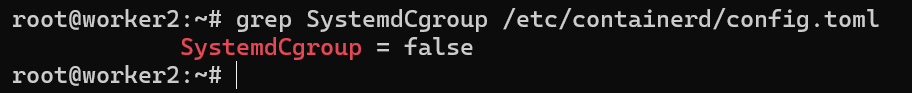 root@worker2:~# grep SystemdCgroup /etc/containerd/config.toml
            SystemdCgroup = false
root@worker2:~#